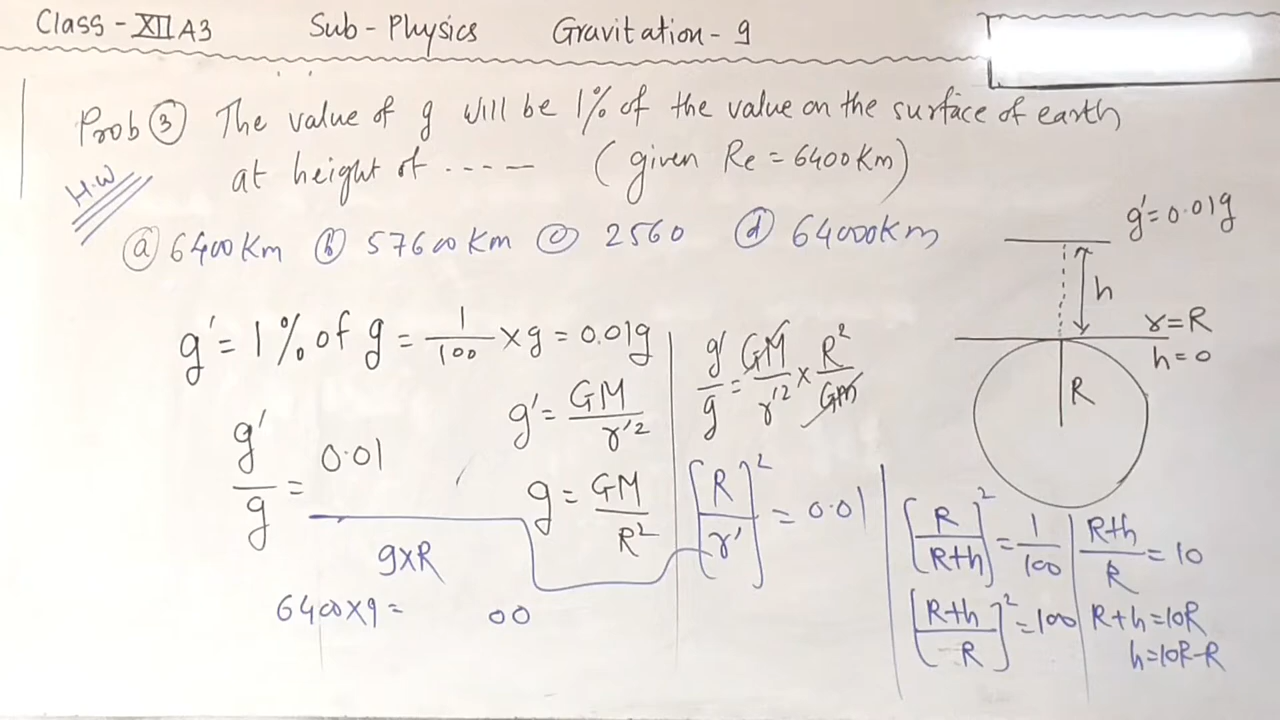 Class - XII A3 Sub - Physics Gravitation - 9
Prob ③ The value of g will be 1% of the value on the surface of earth
H.W
at height of ----- (given Re = 6400 Km)
ⓐ 6400 Km ⓑ 57600 Km ⓒ 2560 ⓓ 64000 Km
g' = 1% of g = 1/100 × g = 0.01g
g'/g = 0.01
g' = GM/r'²
g = GM/R²
9×R
6400×9 = 00
g'/g = GM/r'² × R²/GM
[R/r']² = 0.01
[R/R+h]² = 1/100
[R+h/R]² = 100
R+h/R = 10
R+h = 10R
h = 10R-R
g' = 0.01g
h
r = R
h = 0
R